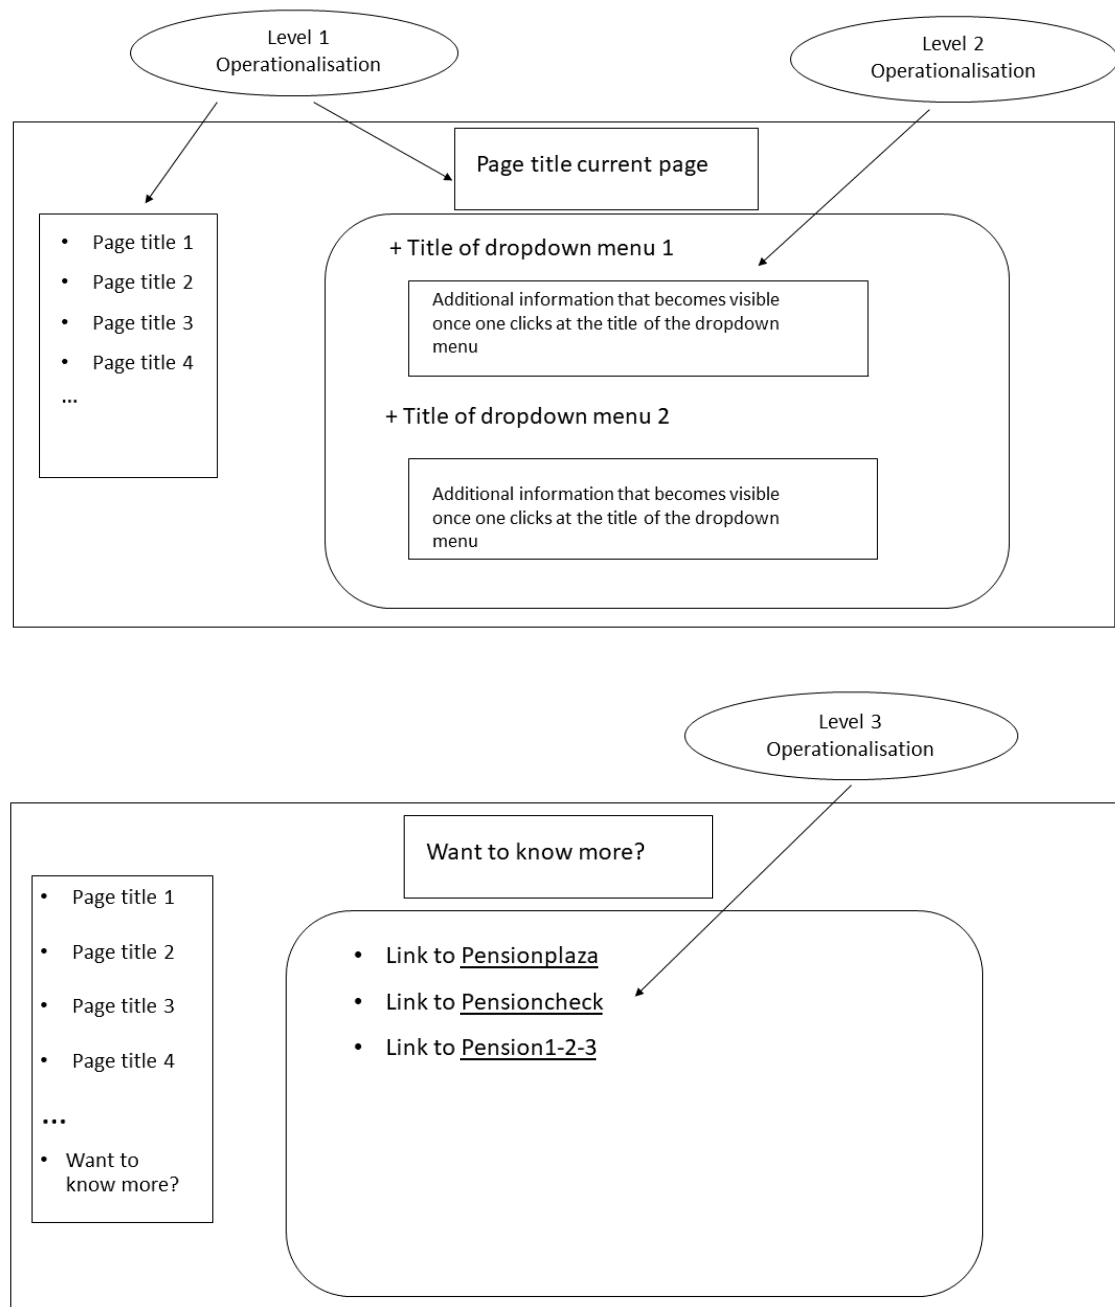 Level 1
Operationalisation
Level 2
Operationalisation
Page title current page
• Page title 1
• Page title 2
• Page title 3
• Page title 4
...
+ Title of dropdown menu 1
Additional information that becomes visible
once one clicks at the title of the dropdown
menu
+ Title of dropdown menu 2
Additional information that becomes visible
once one clicks at the title of the dropdown
menu
Level 3
Operationalisation
Want to know more?
• Page title 1
• Page title 2
• Page title 3
• Page title 4
...
• Want to
know more?
• Link to Pensionplaza
• Link to Pensioncheck
• Link to Pension1-2-3